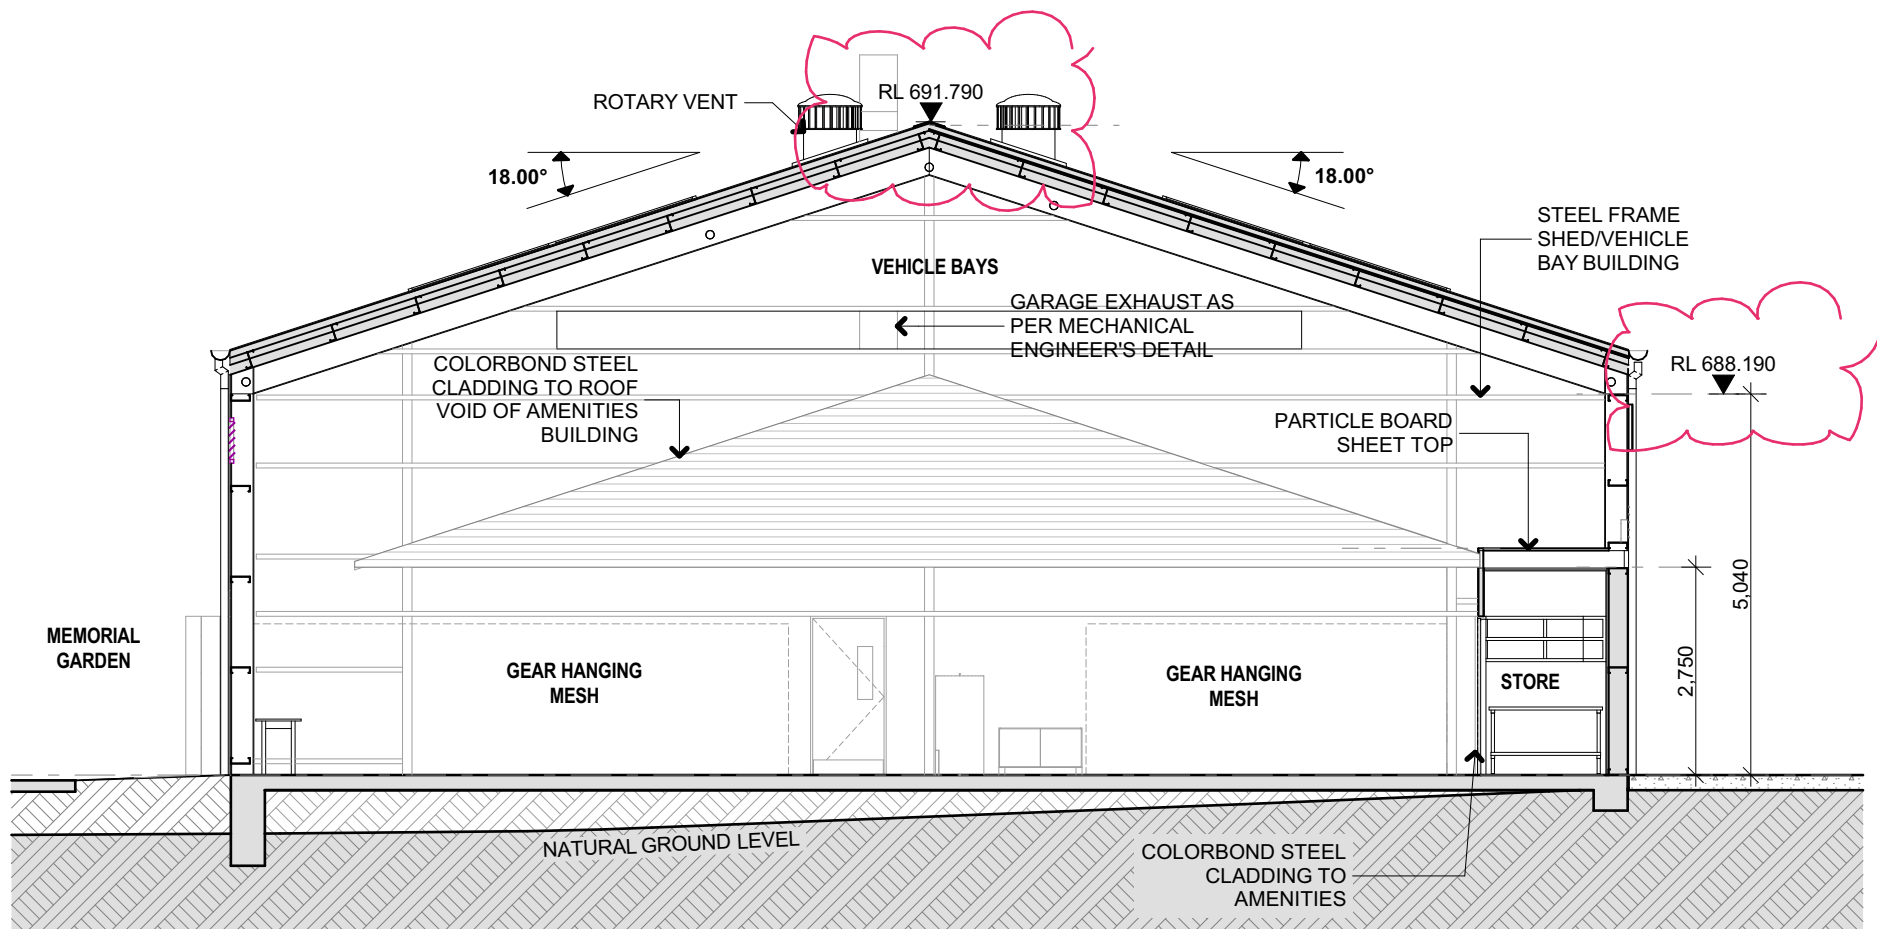 ROTARY VENT
RL 691.790
18.00°
18.00°
STEEL FRAME
SHED/VEHICLE
BAY BUILDING
VEHICLE BAYS
GARAGE EXHAUST AS
PER MECHANICAL
ENGINEER'S DETAIL
COLORBOND STEEL
CLADDING TO ROOF
VOID OF AMENITIES
BUILDING
RL 688.190
PARTICLE BOARD
SHEET TOP
5,040
2,750
MEMORIAL
GARDEN
GEAR HANGING
MESH
GEAR HANGING
MESH
STORE
NATURAL GROUND LEVEL
COLORBOND STEEL
CLADDING TO
AMENITIES